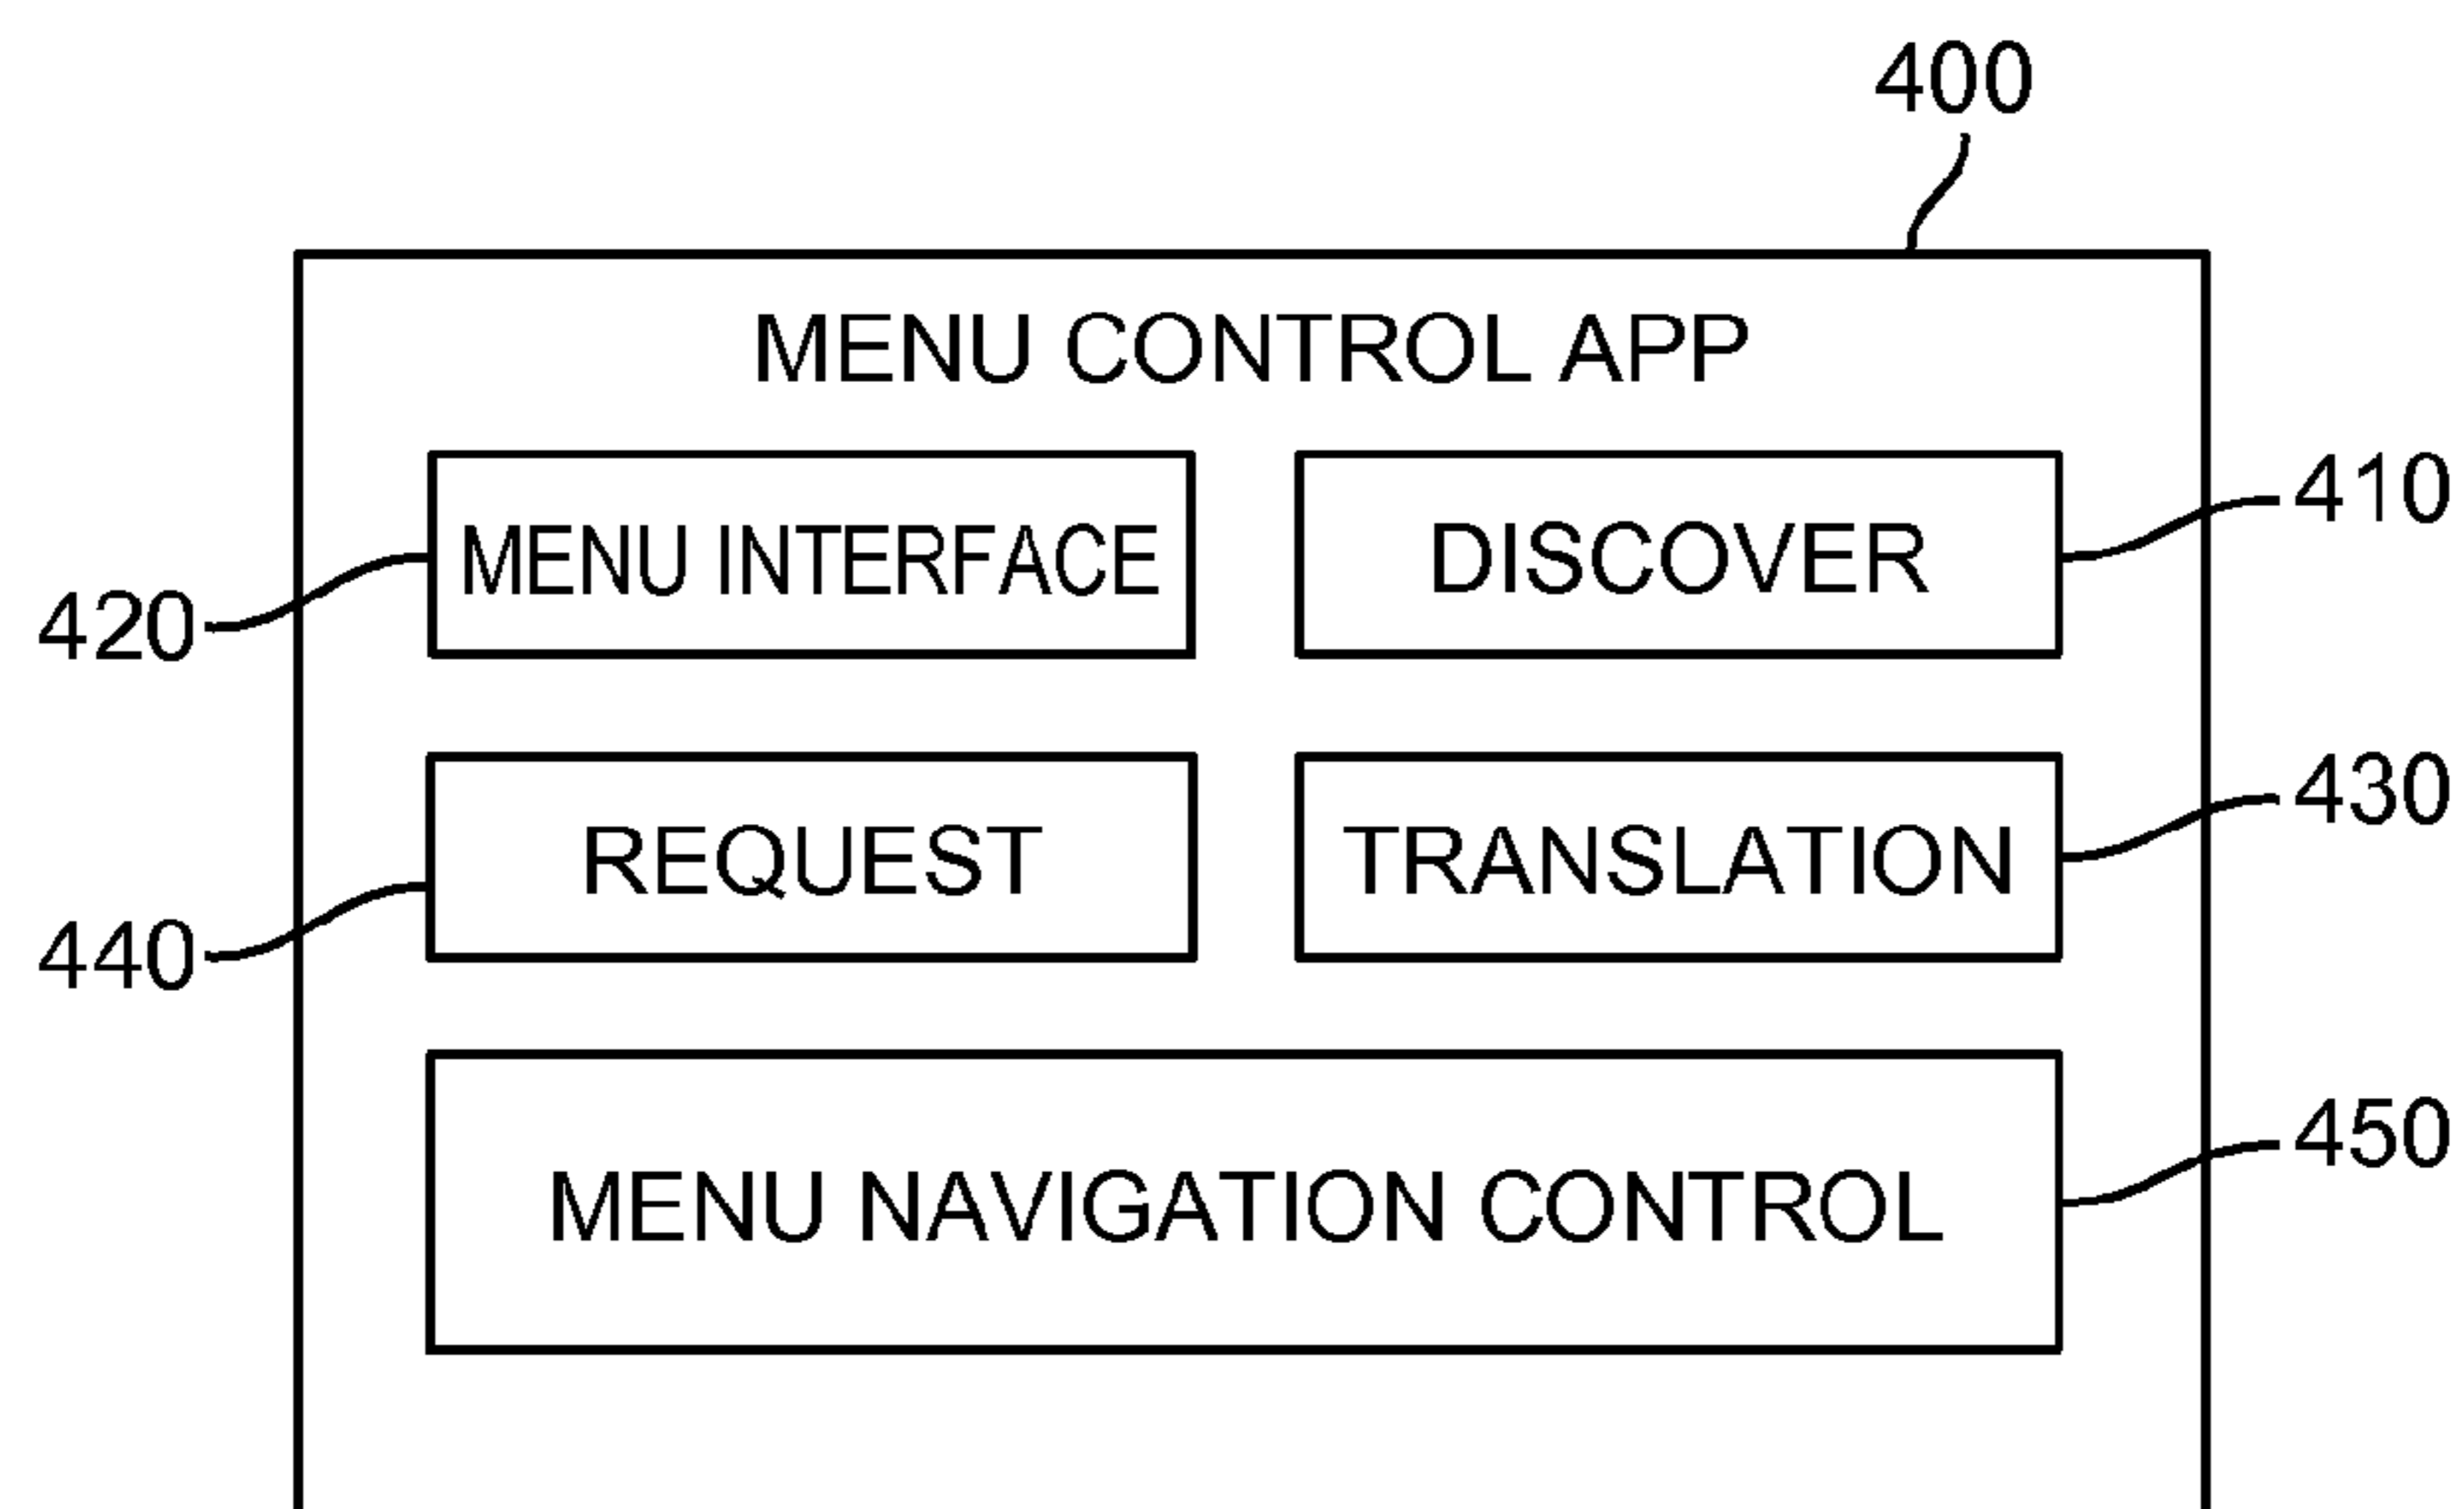 400
MENU CONTROL APP
MENU INTERFACE
DISCOVER
410
420
REQUEST
TRANSLATION
430
440
MENU NAVIGATION CONTROL
450